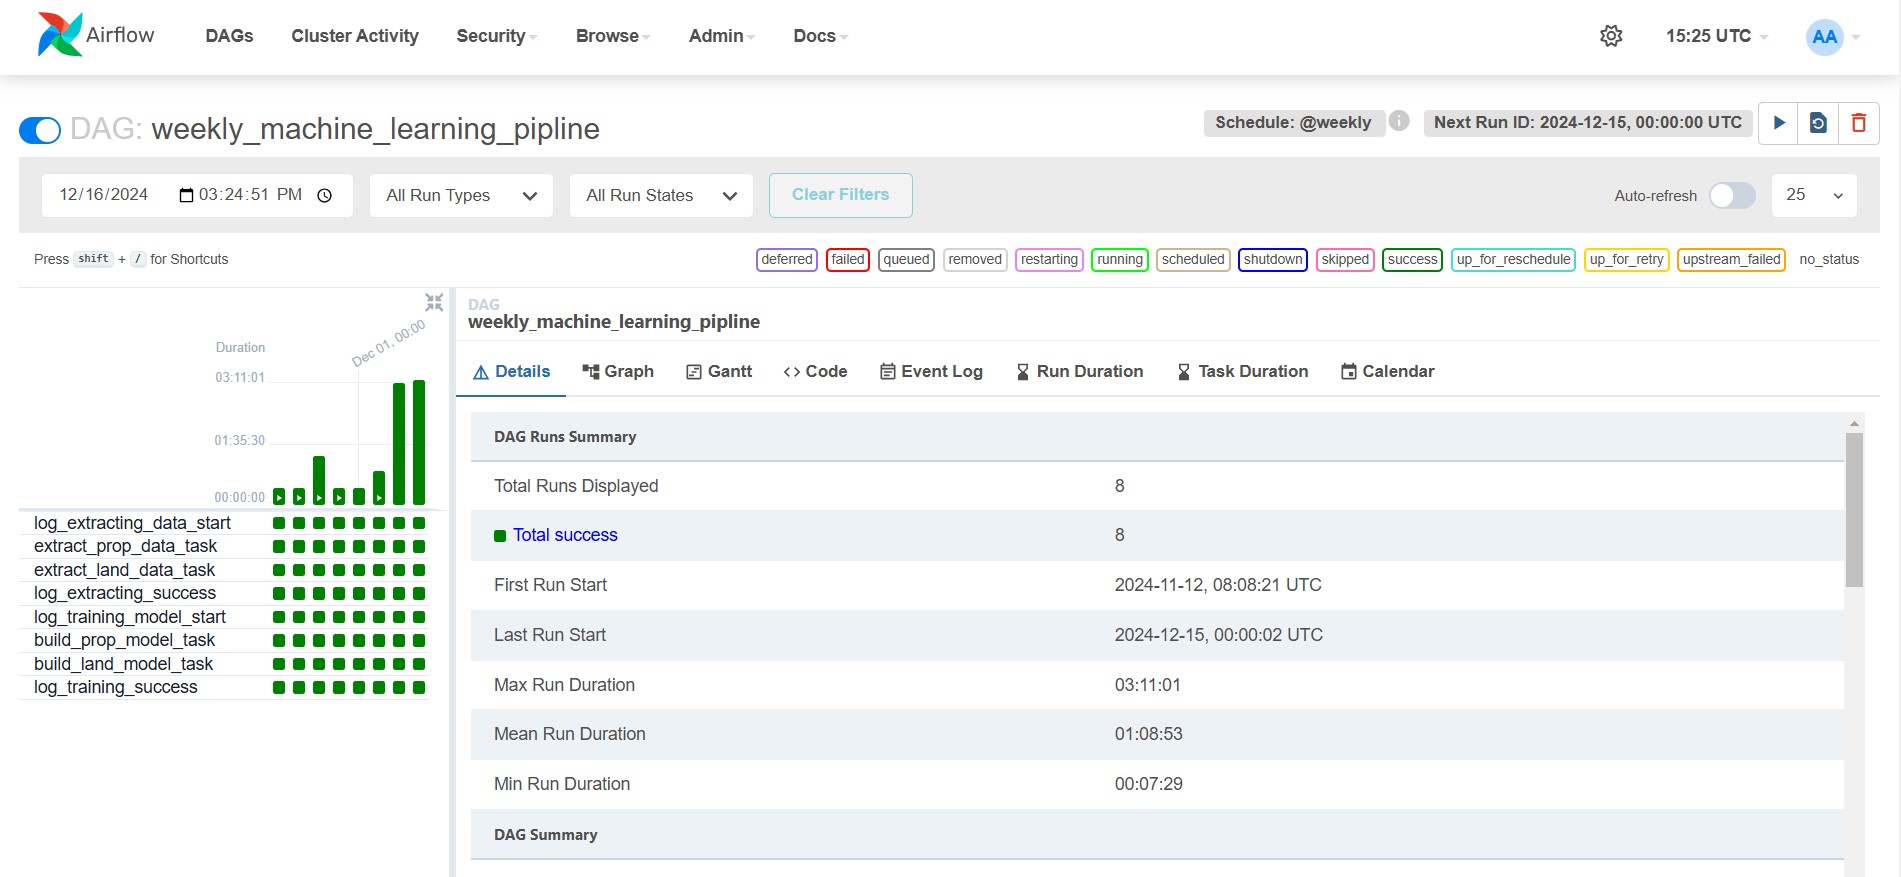 Airflow DAGs Cluster Activity Security Browse Admin Docs 15:25 UTC AA
DAG: weekly_machine_learning_pipline Schedule: @weekly Next Run ID: 2024-12-15, 00:00:00 UTC
12/16/2024 03:24:51 PM All Run Types All Run States Clear Filters Auto-refresh 25
Press shift + / for Shortcuts deferred failed queued removed restarting running scheduled shutdown skipped success up_for_reschedule up_for_retry upstream_failed no_status
Dec 01, 00:00
Duration
03:11:01
01:35:30
00:00:00
log_extracting_data_start
extract_prop_data_task
extract_land_data_task
log_extracting_success
log_training_model_start
build_prop_model_task
build_land_model_task
log_training_success
DAG
weekly_machine_learning_pipline
Details Graph Gantt Code Event Log Run Duration Task Duration Calendar
DAG Runs Summary
Total Runs Displayed 8
Total success 8
First Run Start 2024-11-12, 08:08:21 UTC
Last Run Start 2024-12-15, 00:00:02 UTC
Max Run Duration 03:11:01
Mean Run Duration 01:08:53
Min Run Duration 00:07:29
DAG Summary